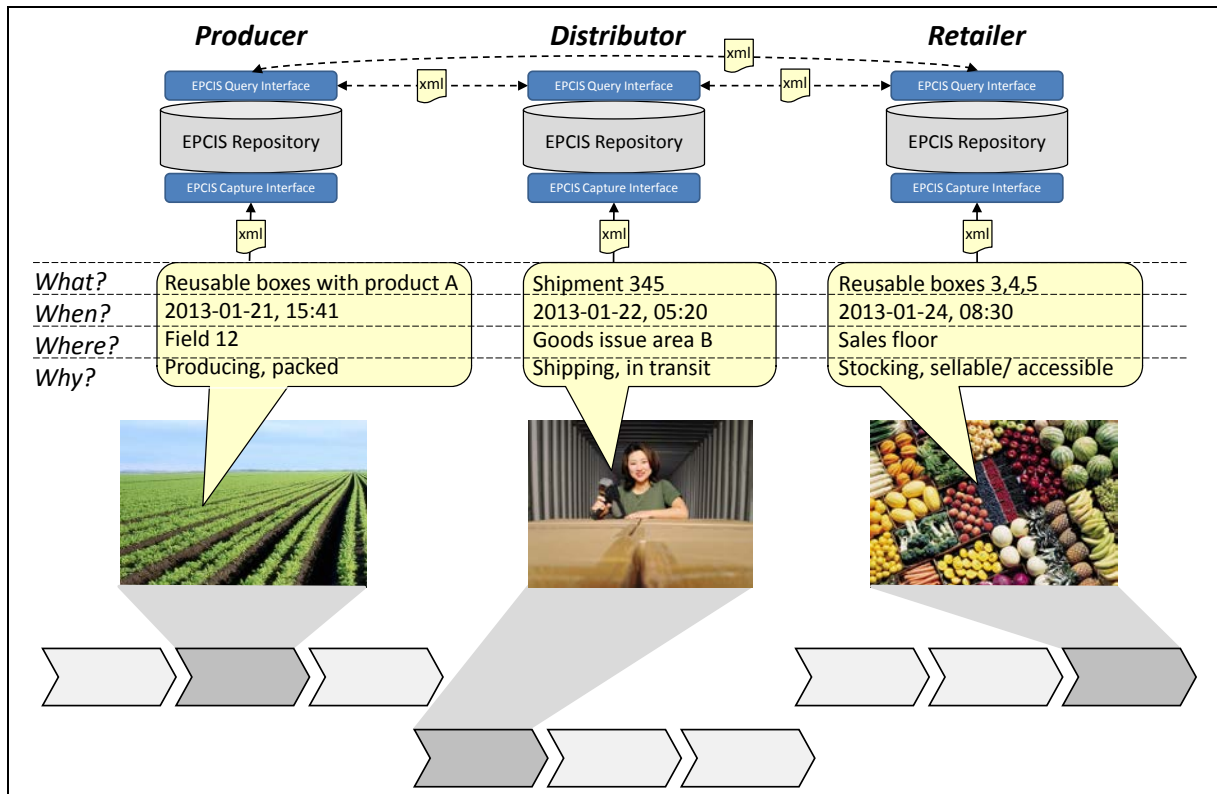 Producer
Distributor
Retailer
xml
EPCIS Query Interface
xml
EPCIS Query Interface
xml
EPCIS Query Interface
EPCIS Repository
EPCIS Repository
EPCIS Repository
EPCIS Capture Interface
EPCIS Capture Interface
EPCIS Capture Interface
xml
xml
xml
What?
Reusable boxes with product A
Shipment 345
Reusable boxes 3,4,5
When?
2013-01-21, 15:41
2013-01-22, 05:20
2013-01-24, 08:30
Where?
Field 12
Goods issue area B
Sales floor
Why?
Producing, packed
Shipping, in transit
Stocking, sellable/ accessible